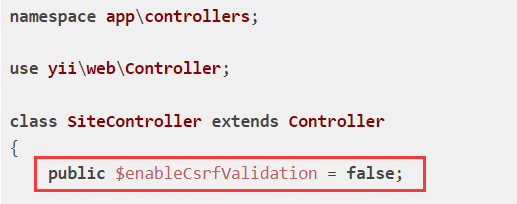 namespace app\controllers;
use yii\web\Controller;
class SiteController extends Controller
{
public $enableCsrfValidation = false;